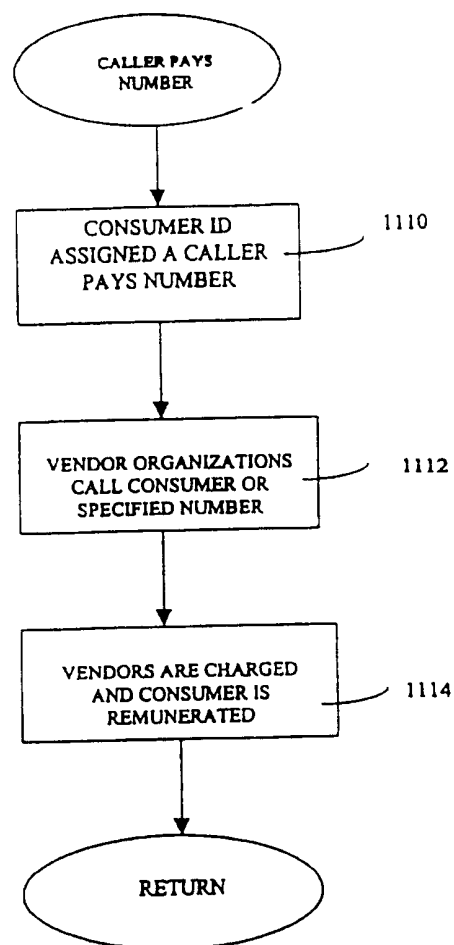 CALLER PAYS
NUMBER
CONSUMER ID
ASSIGNED A CALLER
PAYS NUMBER
1110
VENDOR ORGANIZATIONS
CALL CONSUMER OR
SPECIFIED NUMBER
1112
VENDORS ARE CHARGED
AND CONSUMER IS
REMUNERATED
1114
RETURN